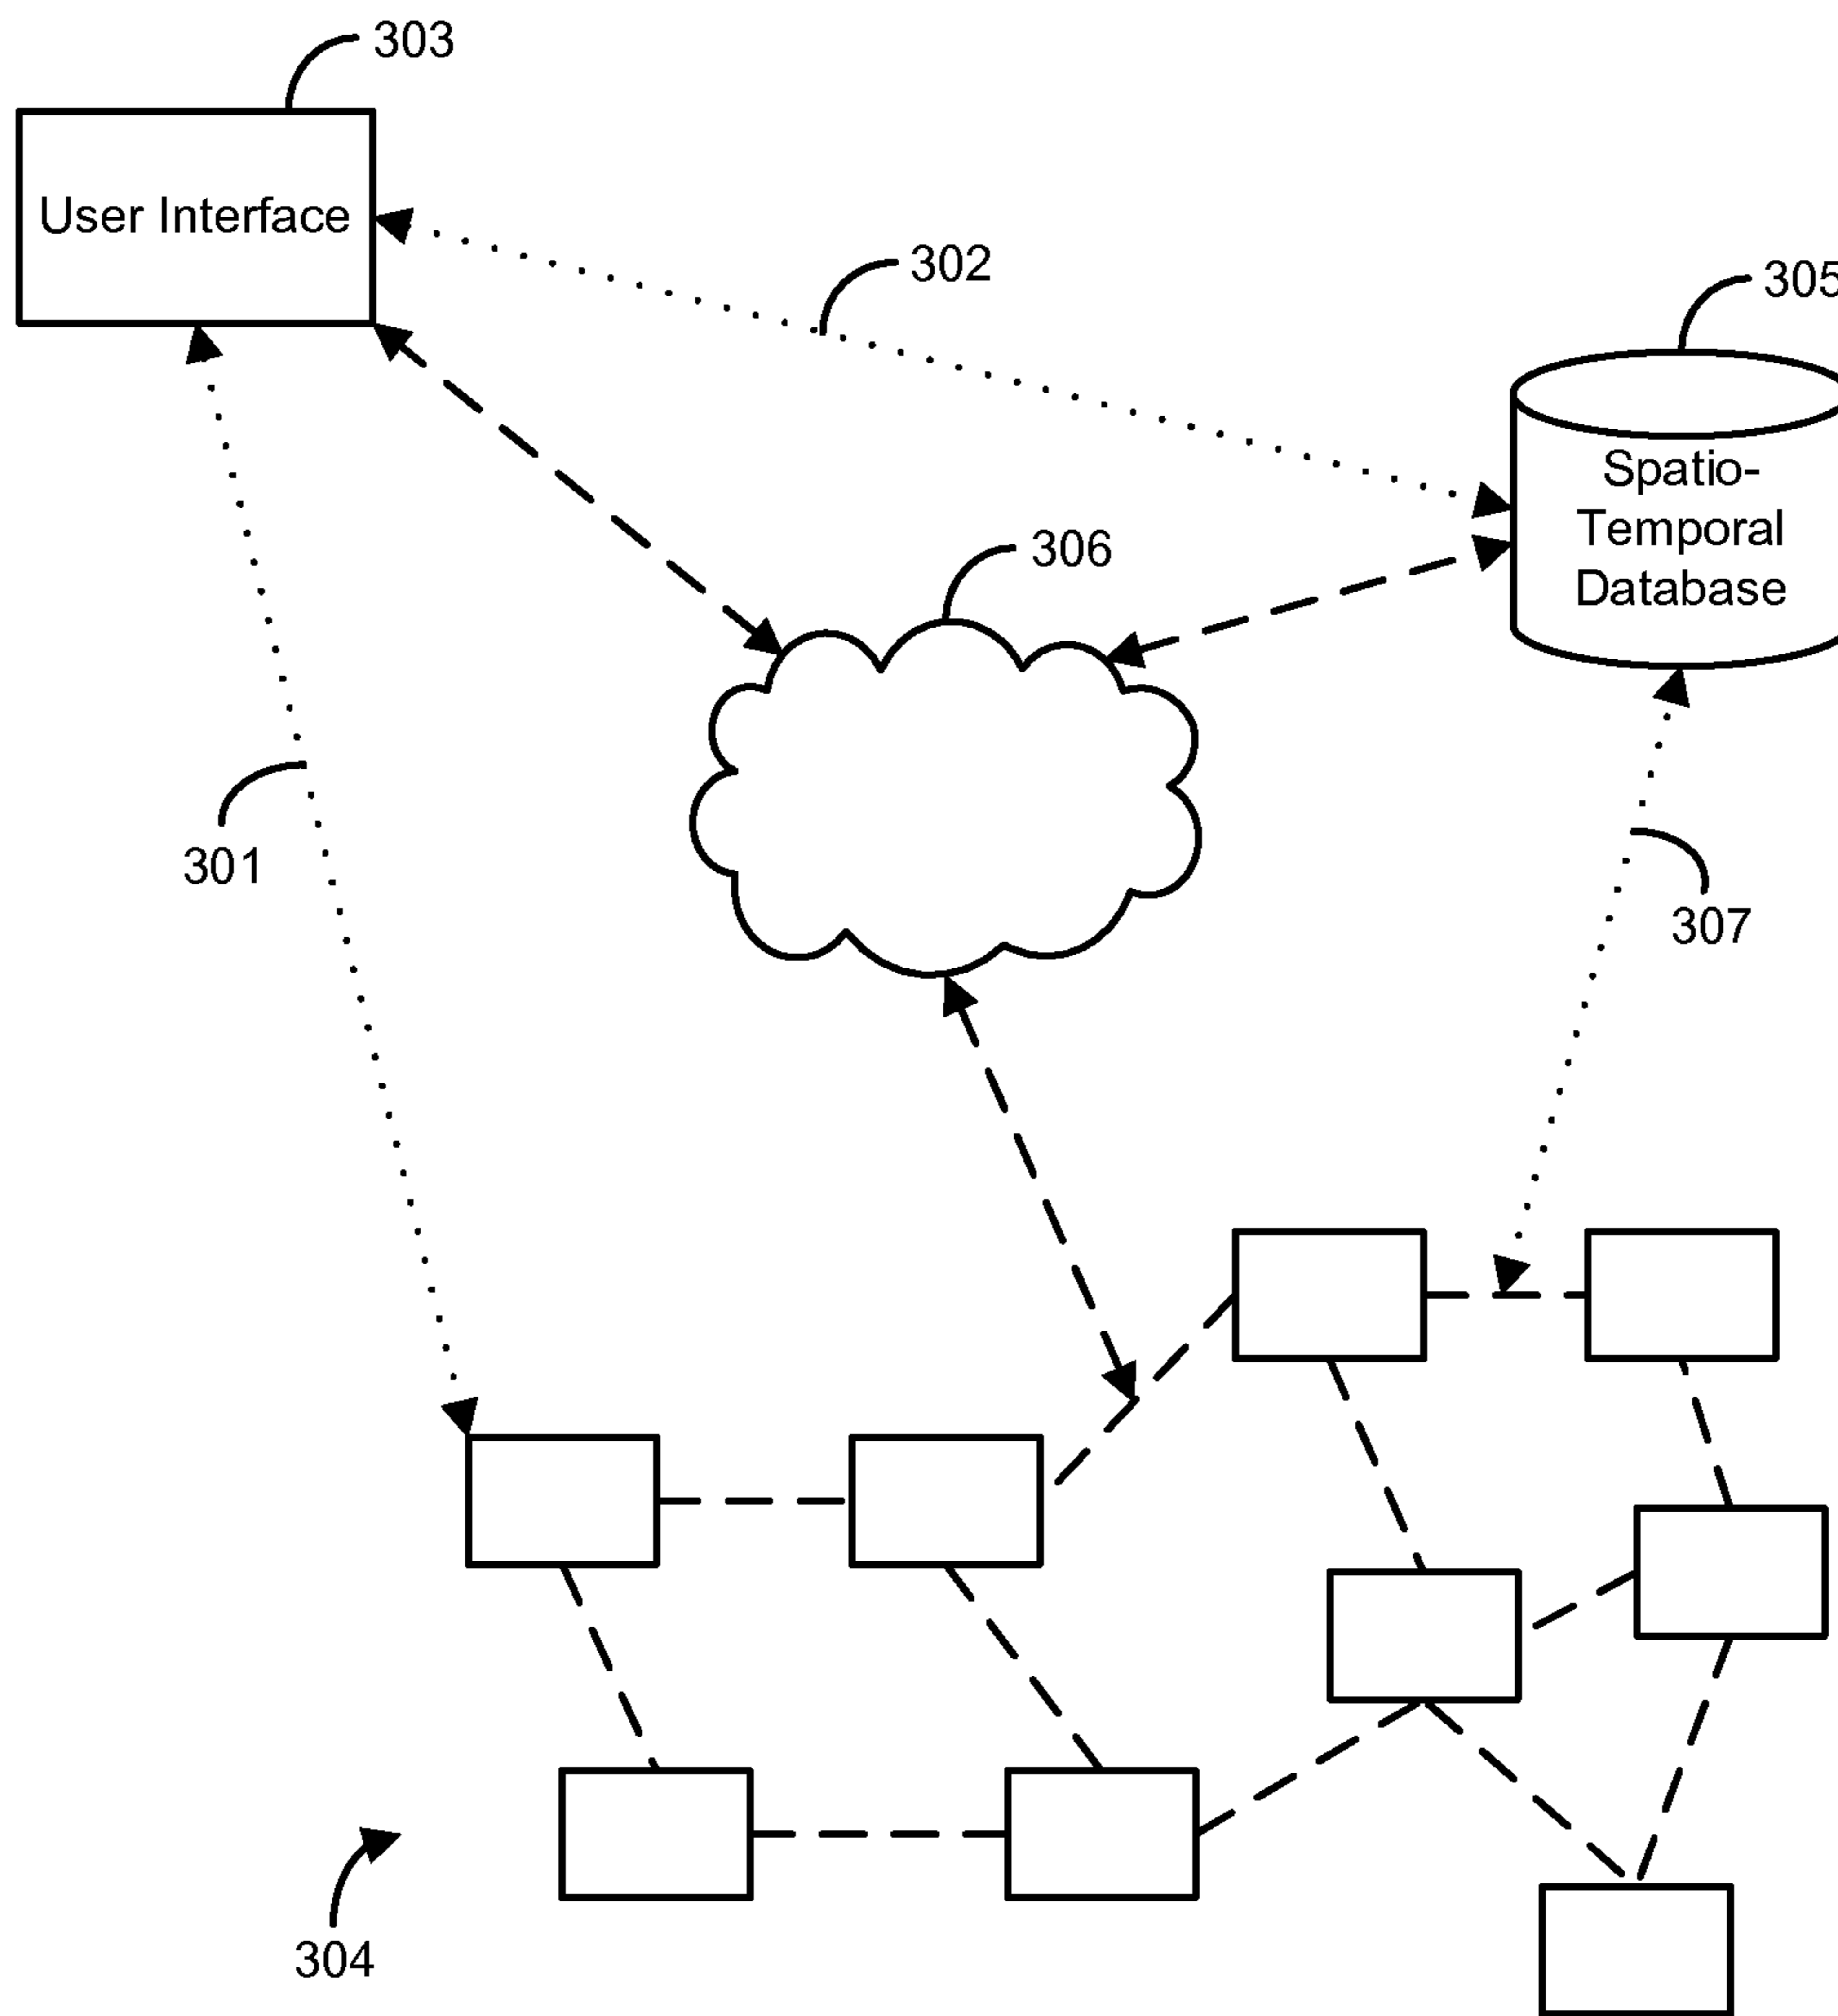 303
User Interface
302
305
Spatio-
Temporal
Database
306
301
307
304